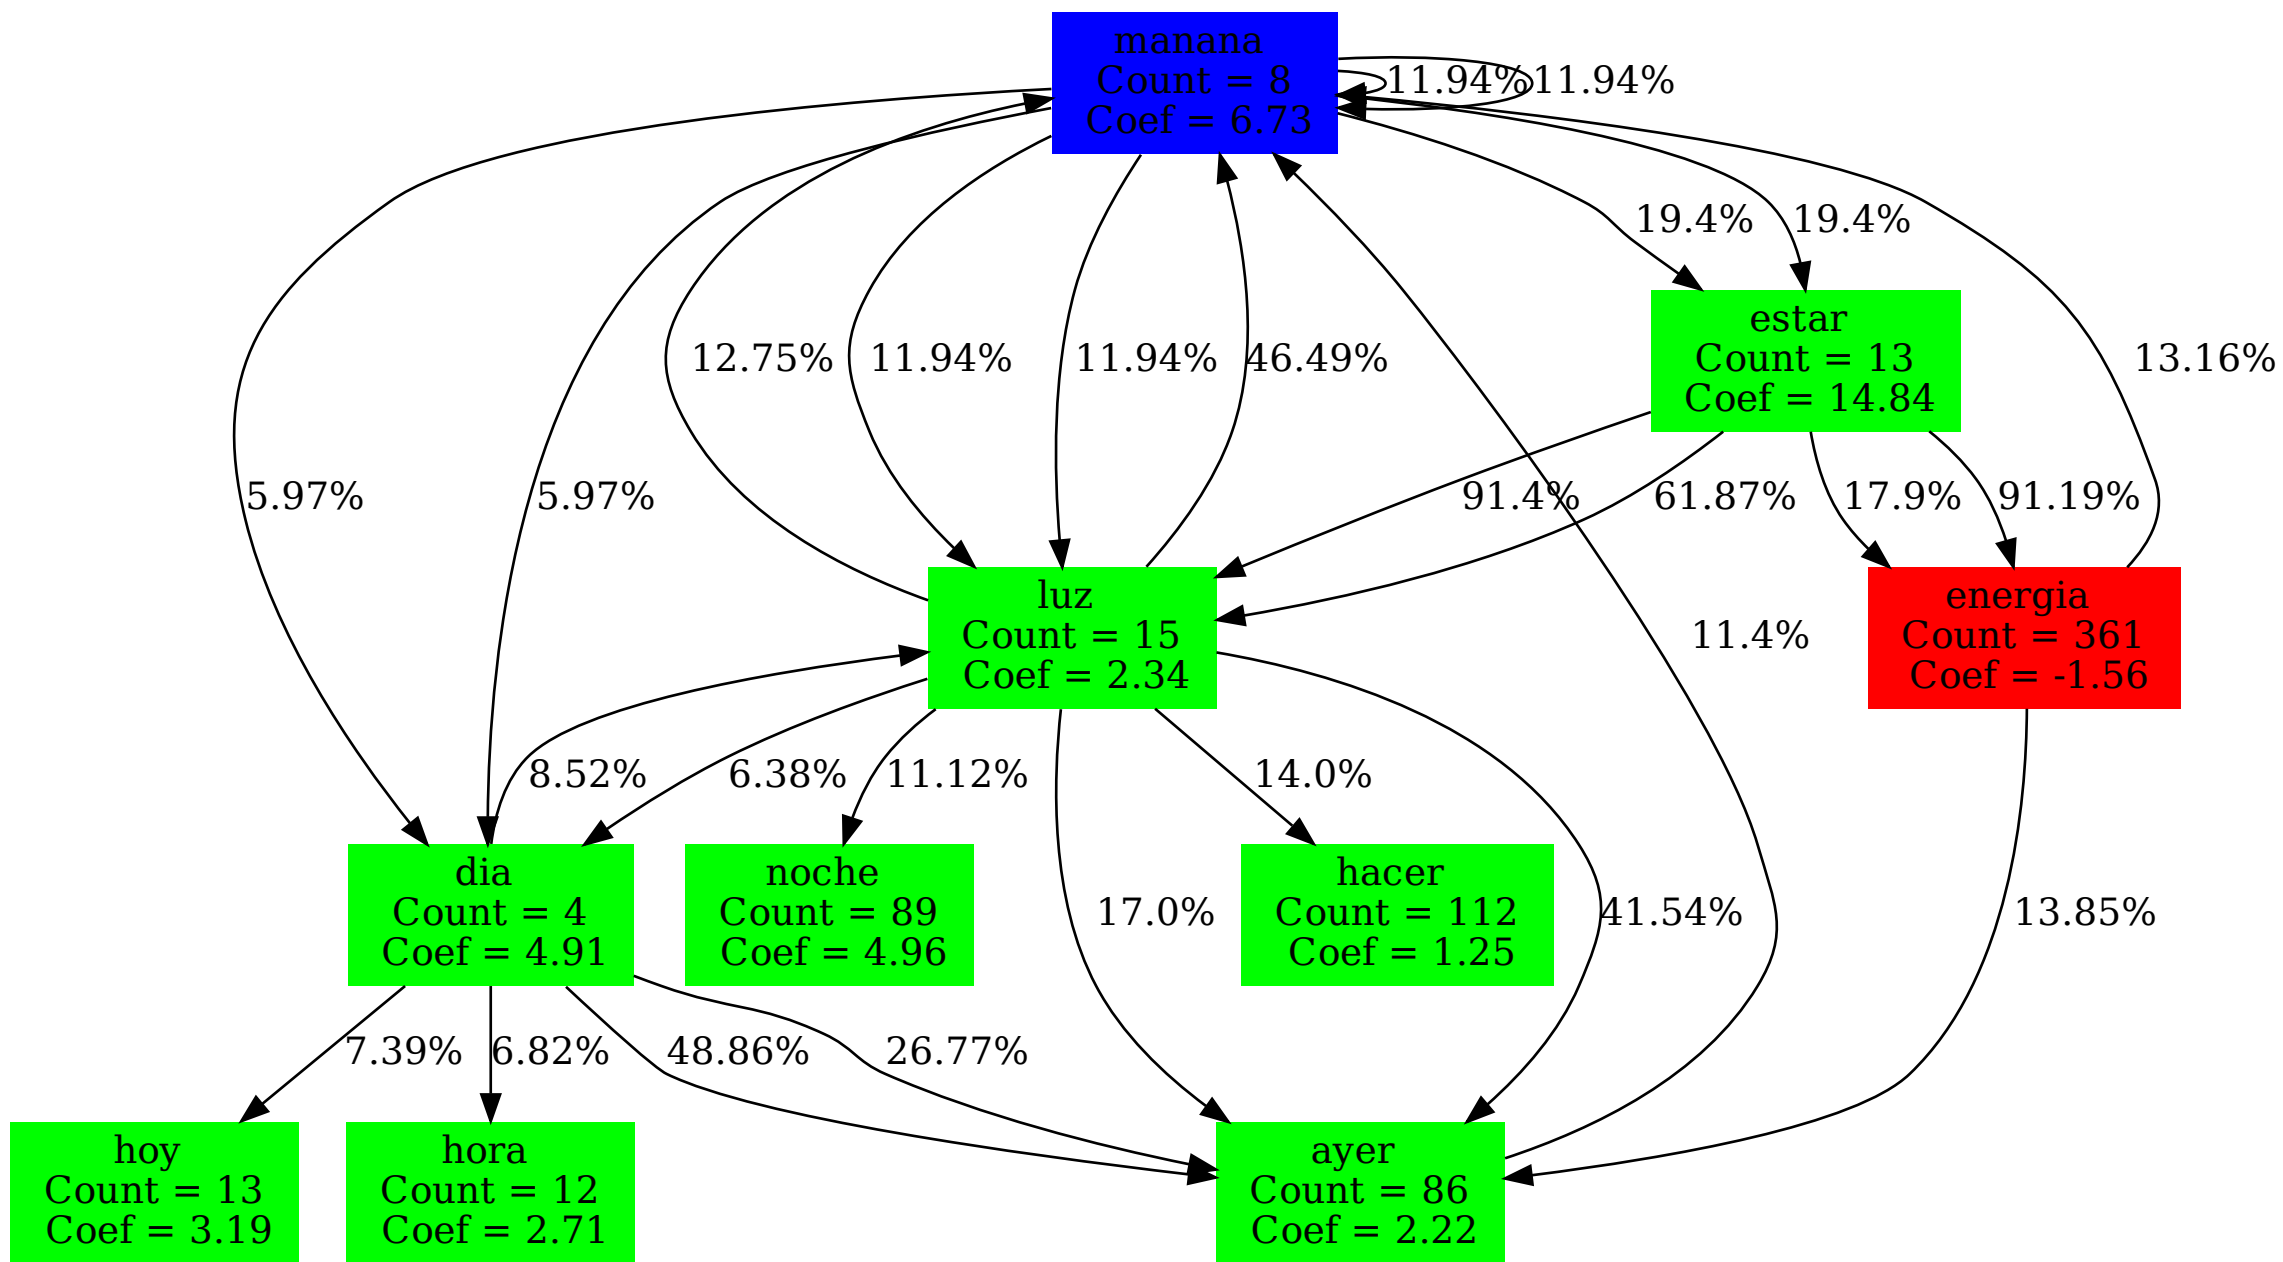 manana
Count = 8
Coef = 6.73
11.94%
11.94%
19.4%
19.4%
estar
Count = 13
Coef = 14.84
12.75%
11.94%
11.94%
46.49%
13.16%
5.97%
5.97%
91.4%
61.87%
17.9%
91.19%
luz
Count = 15
Coef = 2.34
11.4%
energia
Count = 361
Coef = -1.56
8.52%
6.38%
11.12%
14.0%
dia
Count = 4
Coef = 4.91
noche
Count = 89
Coef = 4.96
17.0%
hacer
Count = 112
Coef = 1.25
41.54%
13.85%
7.39%
6.82%
48.86%
26.77%
hoy
Count = 13
Coef = 3.19
hora
Count = 12
Coef = 2.71
ayer
Count = 86
Coef = 2.22